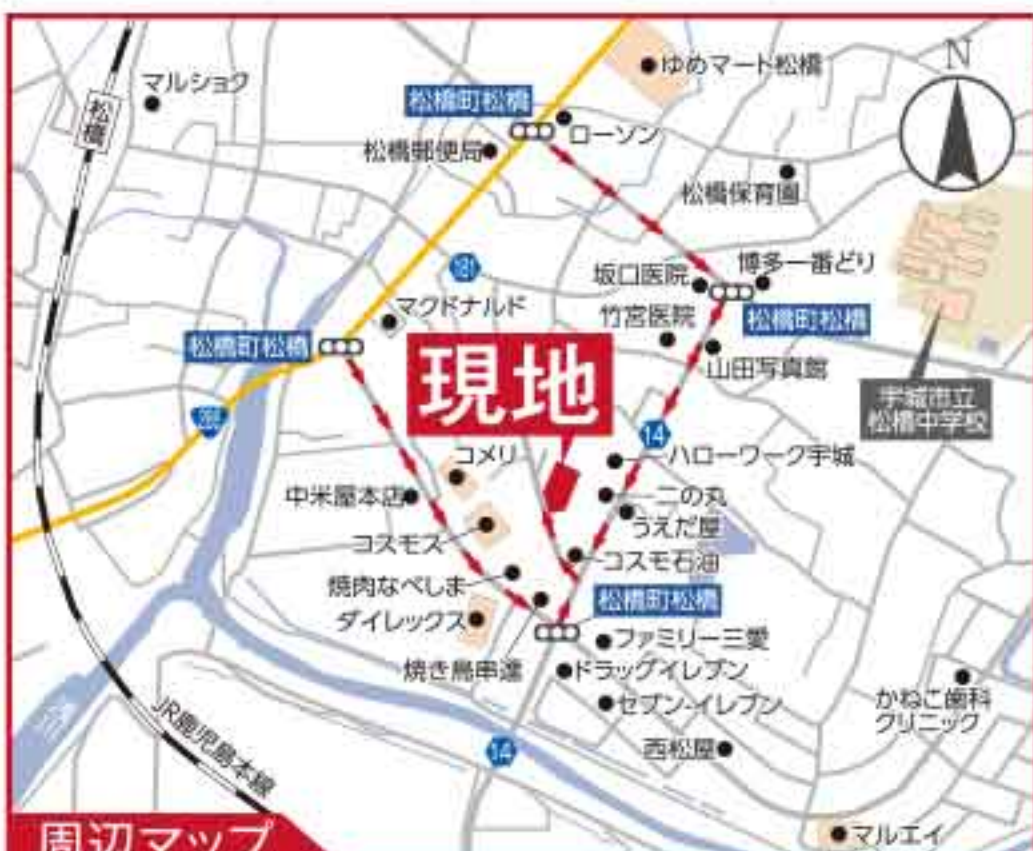 ゆめマート松橋
N
マルショク
松橋町松橋
松橋
ローソン
松橋郵便局
松橋保育園
181
坂口医院
博多一番どり
竹宮医院
松橋町松橋
マクドナルド
松橋町松橋
山田写真館
現地
宇城市立
松橋中学校
14
コメリ
ハローワーク宇城
中米屋本店
二の丸
うえだ屋
コスモス
コスモ石油
焼肉なべしま
松橋町松橋
ダイレックス
ファミリー三愛
焼き鳥串達
ドラッグイレブン
かねこ歯科
クリニック
セブン-イレブン
JR鹿児島本線
14
西松屋
周辺マップ
マルエイ